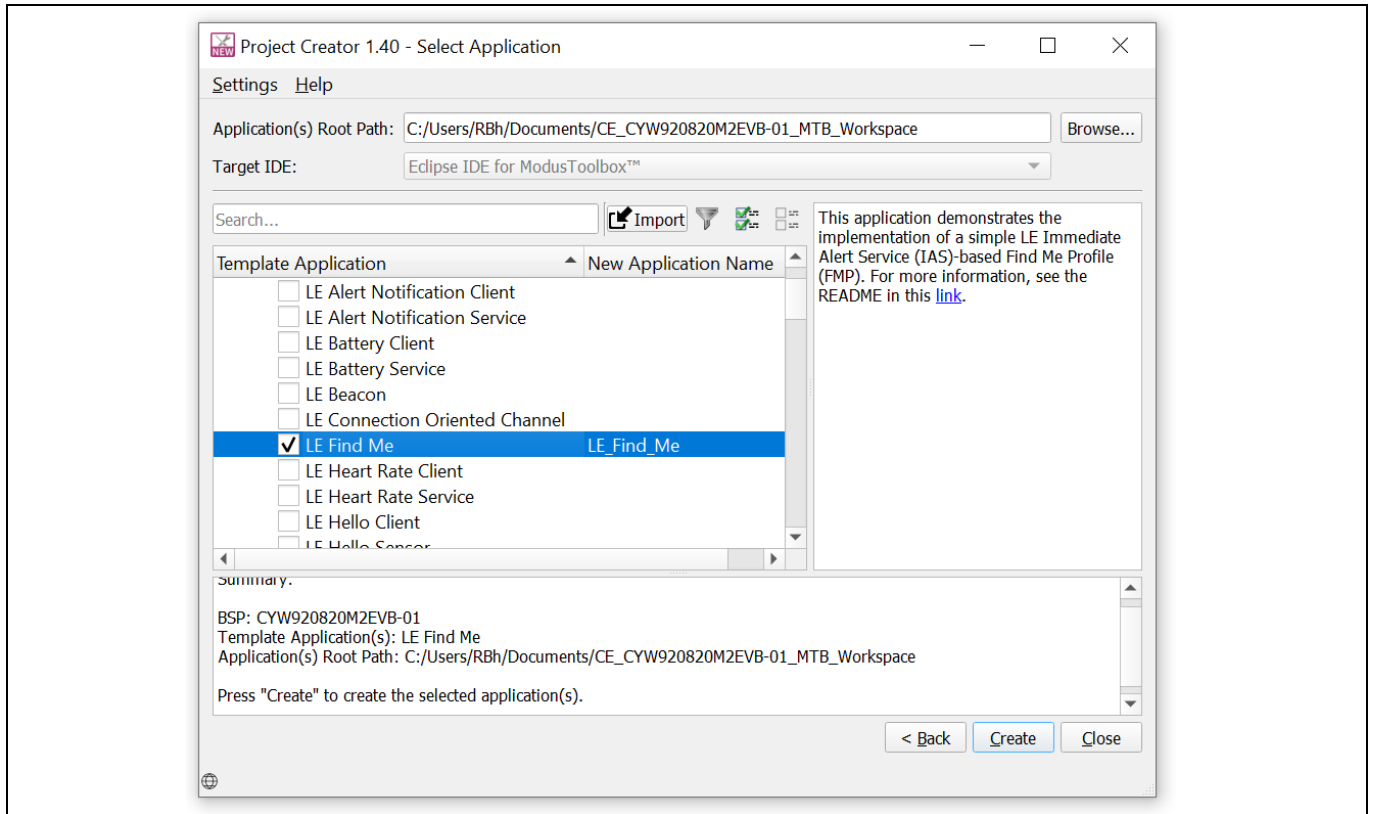 NEW Project Creator 1.40 - Select Application
Settings Help
Application(s) Root Path: C:/Users/RBh/Documents/CE_CYW920820M2EVB-01_MTB_Workspace Browse...
Target IDE: Eclipse IDE for ModusToolbox™
Search... Import
Template Application New Application Name
LE Alert Notification Client
LE Alert Notification Service
LE Battery Client
LE Battery Service
LE Beacon
LE Connection Oriented Channel
LE Find Me LE_Find_Me
LE Heart Rate Client
LE Heart Rate Service
LE Hello Client
LE Hello Sensor
This application demonstrates the
implementation of a simple LE Immediate
Alert Service (IAS)-based Find Me Profile
(FMP). For more information, see the
README in this link.
Summary:
BSP: CYW920820M2EVB-01
Template Application(s): LE Find Me
Application(s) Root Path: C:/Users/RBh/Documents/CE_CYW920820M2EVB-01_MTB_Workspace
Press "Create" to create the selected application(s).
< Back Create Close